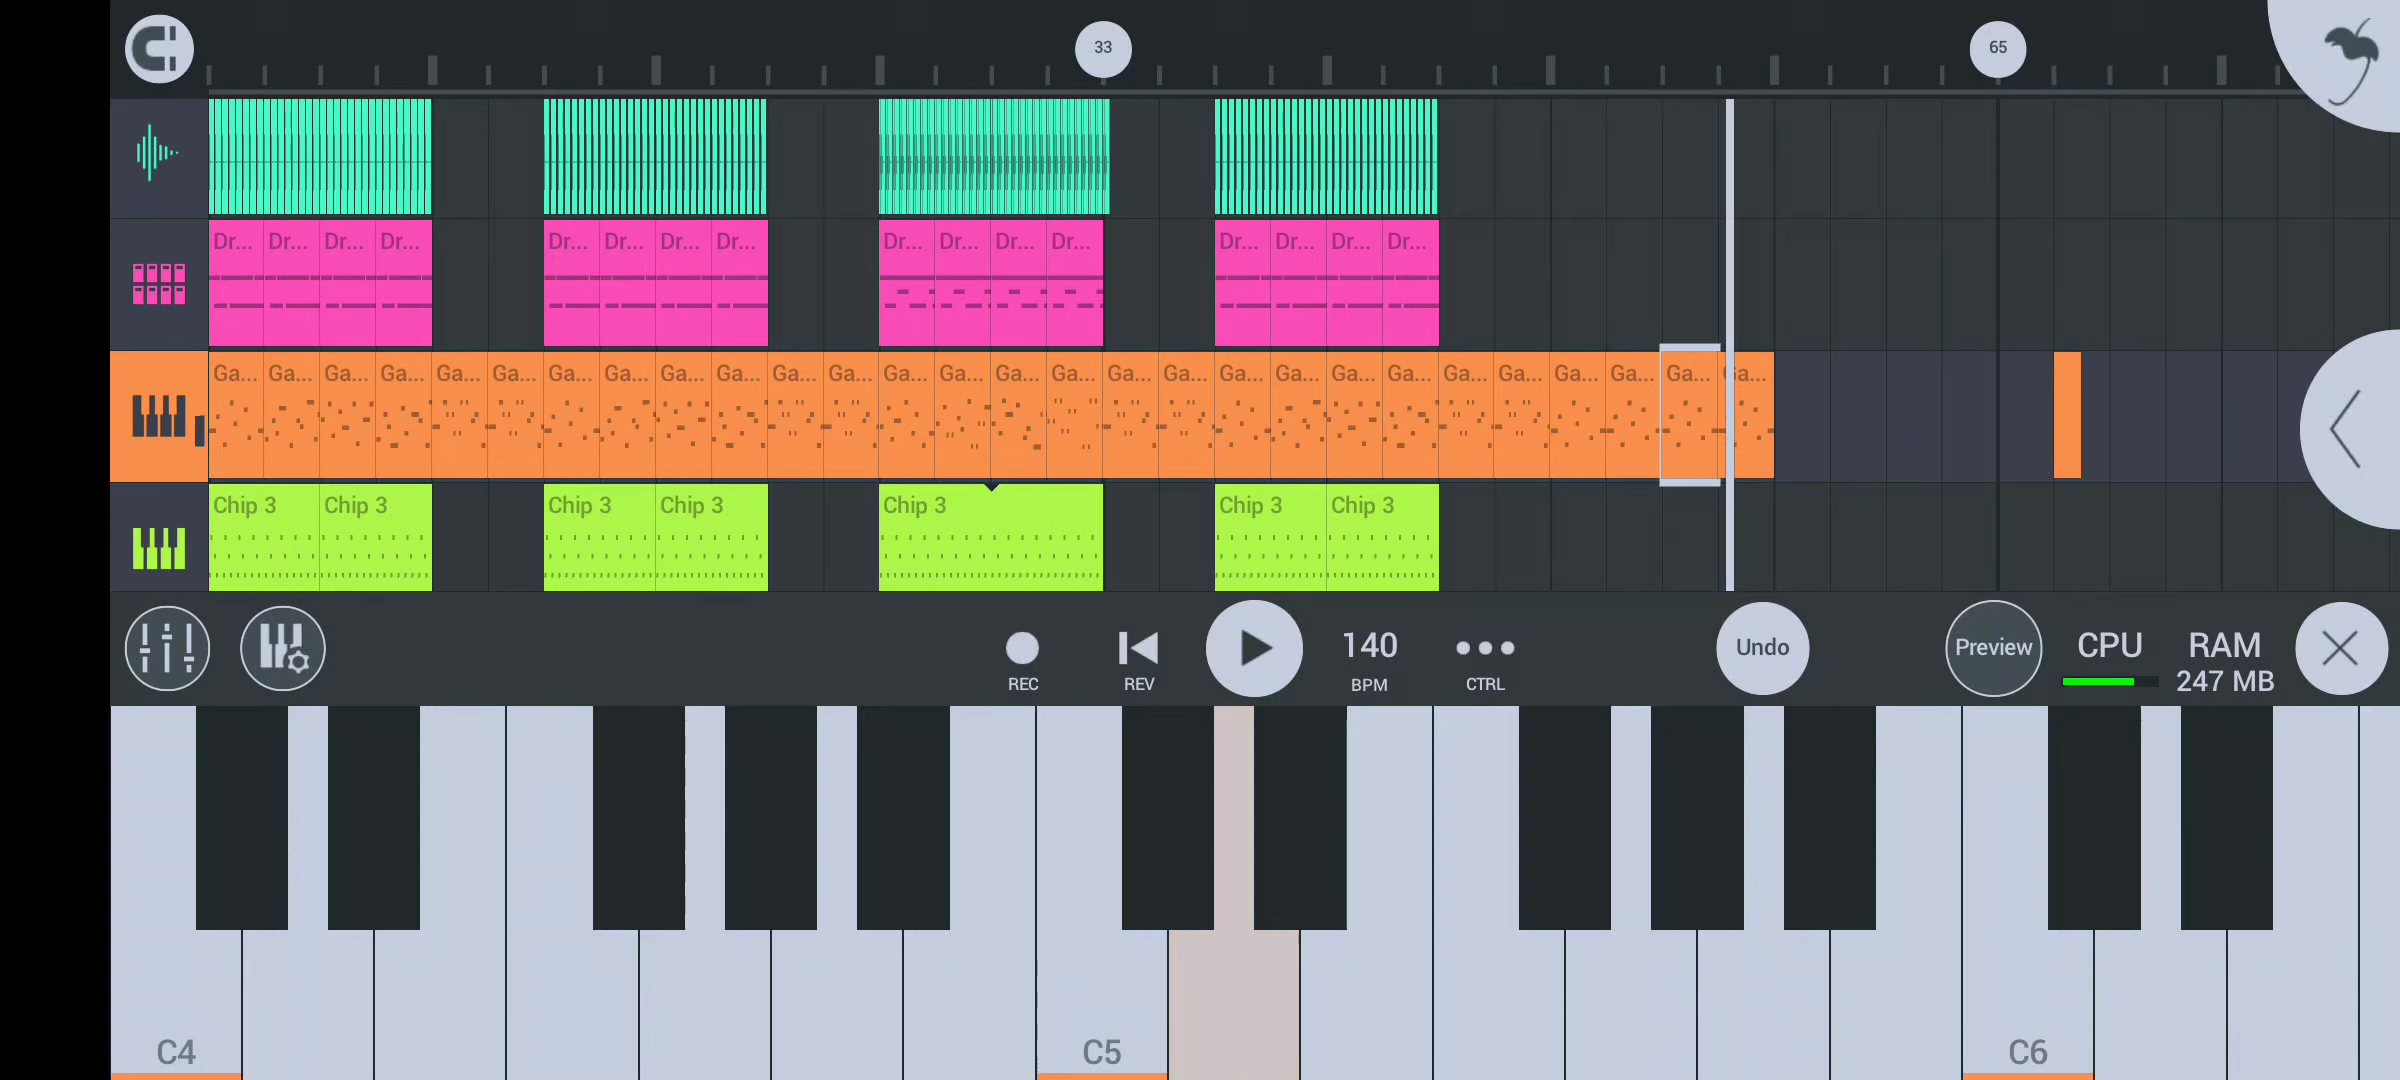 33 65
Dr... Dr... Dr... Dr... Dr... Dr... Dr... Dr... Dr... Dr... Dr... Dr... Dr... Dr... Dr... Dr...
Ga... Ga... Ga... Ga... Ga... Ga... Ga... Ga... Ga... Ga... Ga... Ga... Ga... Ga... Ga... Ga... Ga... Ga... Ga... Ga... Ga... Ga... Ga... Ga... Ga... Ga... Ga... Ga...
Chip 3 Chip 3 Chip 3 Chip 3 Chip 3 Chip 3 Chip 3
140 Undo Preview CPU RAM
REC REV BPM CTRL 247 MB
C4 C5 C6